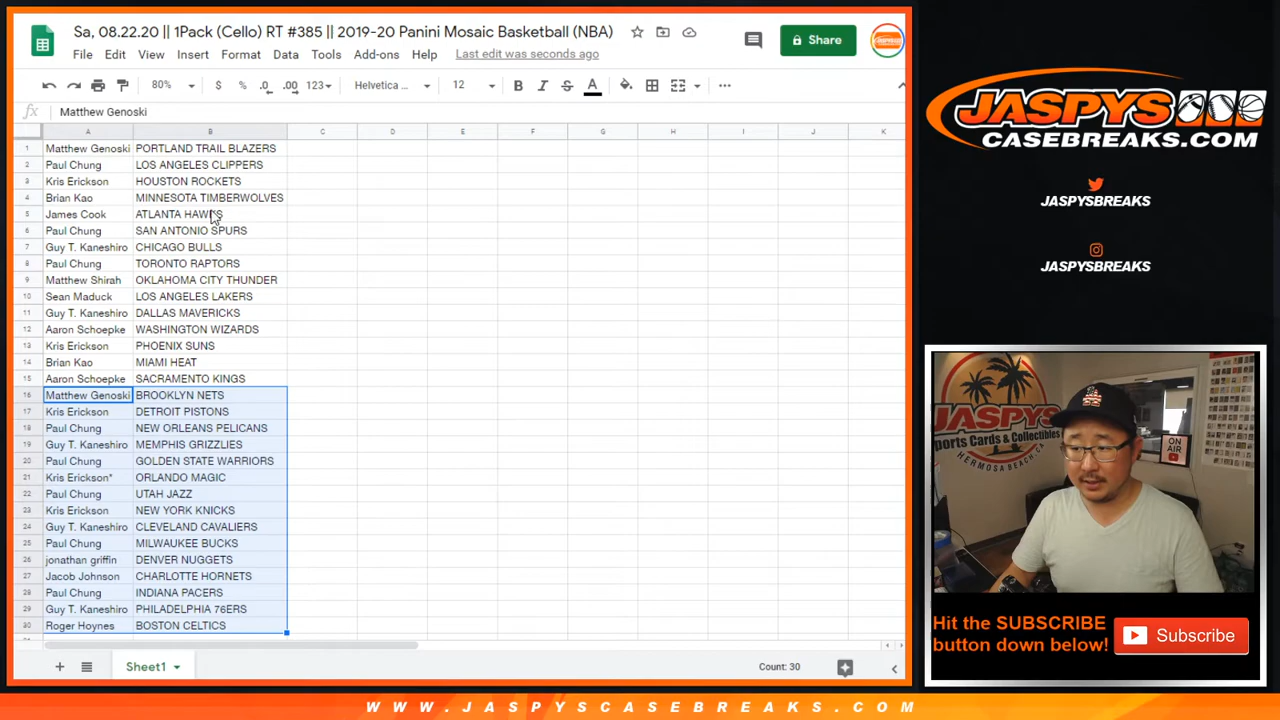 Sa, 08.22.20 || 1Pack (Cello) RT #385 || 2019-20 Panini Mosaic Basketball (NBA)
File Edit View Insert Format Data Tools Add-ons Help Last edit was seconds ago
Share
80% $ % .0 .00 123 Helvetica ... 12 B I S A
fx Matthew Genoski
A B C D E F G H I J K
1 Matthew Genoski PORTLAND TRAIL BLAZERS
2 Paul Chung LOS ANGELES CLIPPERS
3 Kris Erickson HOUSTON ROCKETS
4 Brian Kao MINNESOTA TIMBERWOLVES
5 James Cook ATLANTA HAWKS
6 Paul Chung SAN ANTONIO SPURS
7 Guy T. Kaneshiro CHICAGO BULLS
8 Paul Chung TORONTO RAPTORS
9 Matthew Shirah OKLAHOMA CITY THUNDER
10 Sean Maduck LOS ANGELES LAKERS
11 Guy T. Kaneshiro DALLAS MAVERICKS
12 Aaron Schoepke WASHINGTON WIZARDS
13 Kris Erickson PHOENIX SUNS
14 Brian Kao MIAMI HEAT
15 Aaron Schoepke SACRAMENTO KINGS
16 Matthew Genoski BROOKLYN NETS
17 Kris Erickson DETROIT PISTONS
18 Paul Chung NEW ORLEANS PELICANS
19 Guy T. Kaneshiro MEMPHIS GRIZZLIES
20 Paul Chung GOLDEN STATE WARRIORS
21 Kris Erickson* ORLANDO MAGIC
22 Paul Chung UTAH JAZZ
23 Kris Erickson NEW YORK KNICKS
24 Guy T. Kaneshiro CLEVELAND CAVALIERS
25 Paul Chung MILWAUKEE BUCKS
26 jonathan griffin DENVER NUGGETS
27 Jacob Johnson CHARLOTTE HORNETS
28 Paul Chung INDIANA PACERS
29 Guy T. Kaneshiro PHILADELPHIA 76ERS
30 Roger Hoynes BOSTON CELTICS
Sheet1
Count: 30
JASPYS
CASEBREAKS.COM
JASPYSBREAKS
JASPYSBREAKS
JASPYS
Sports Cards & Collectibles
HERMOSA BEACH, CA
ON
AIR
Hit the SUBSCRIBE
button down below!
Subscribe
WWW.JASPYSCASEBREAKS.COM